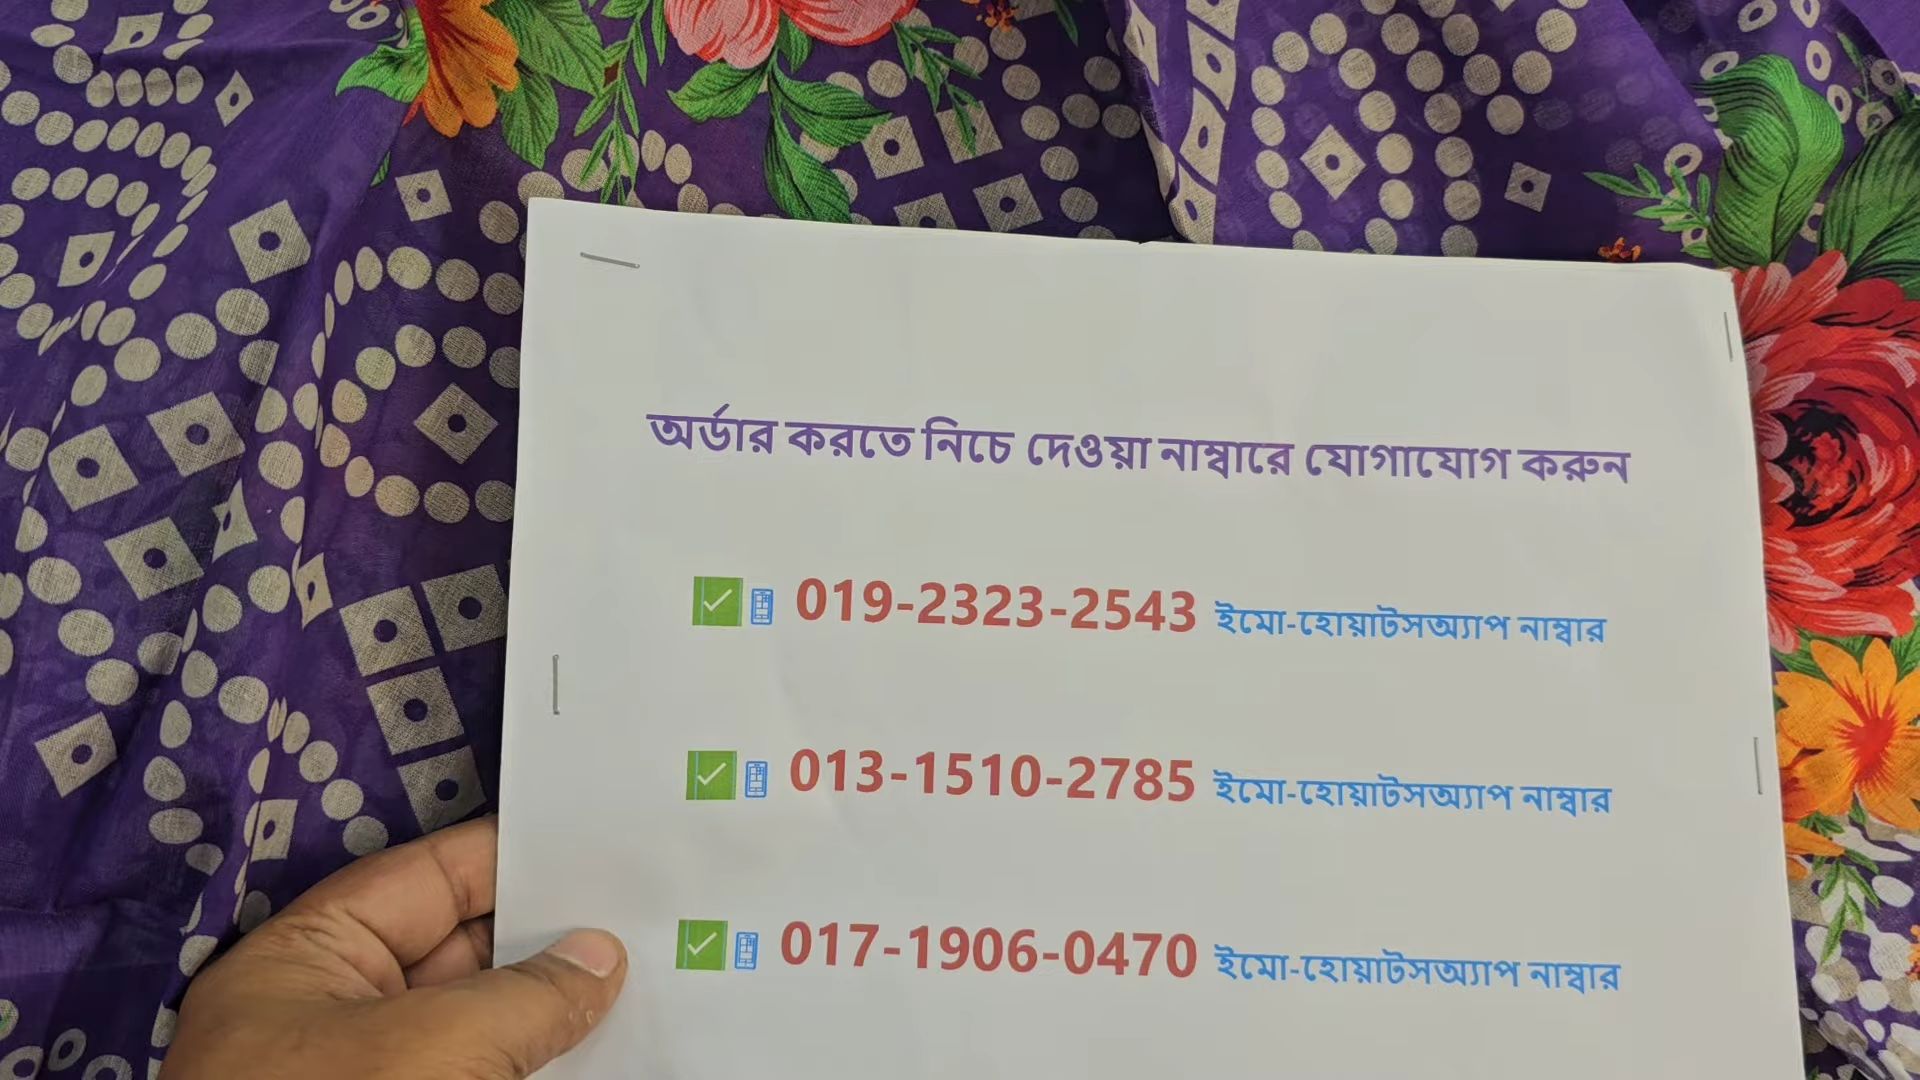 অর্ডার করতে নিচে দেওয়া নাম্বারে যোগাযোগ করুন
019-2323-2543 ইমো-হোয়াটসঅ্যাপ নাম্বার
013-1510-2785 ইমো-হোয়াটসঅ্যাপ নাম্বার
017-1906-0470 ইমো-হোয়াটসঅ্যাপ নাম্বার